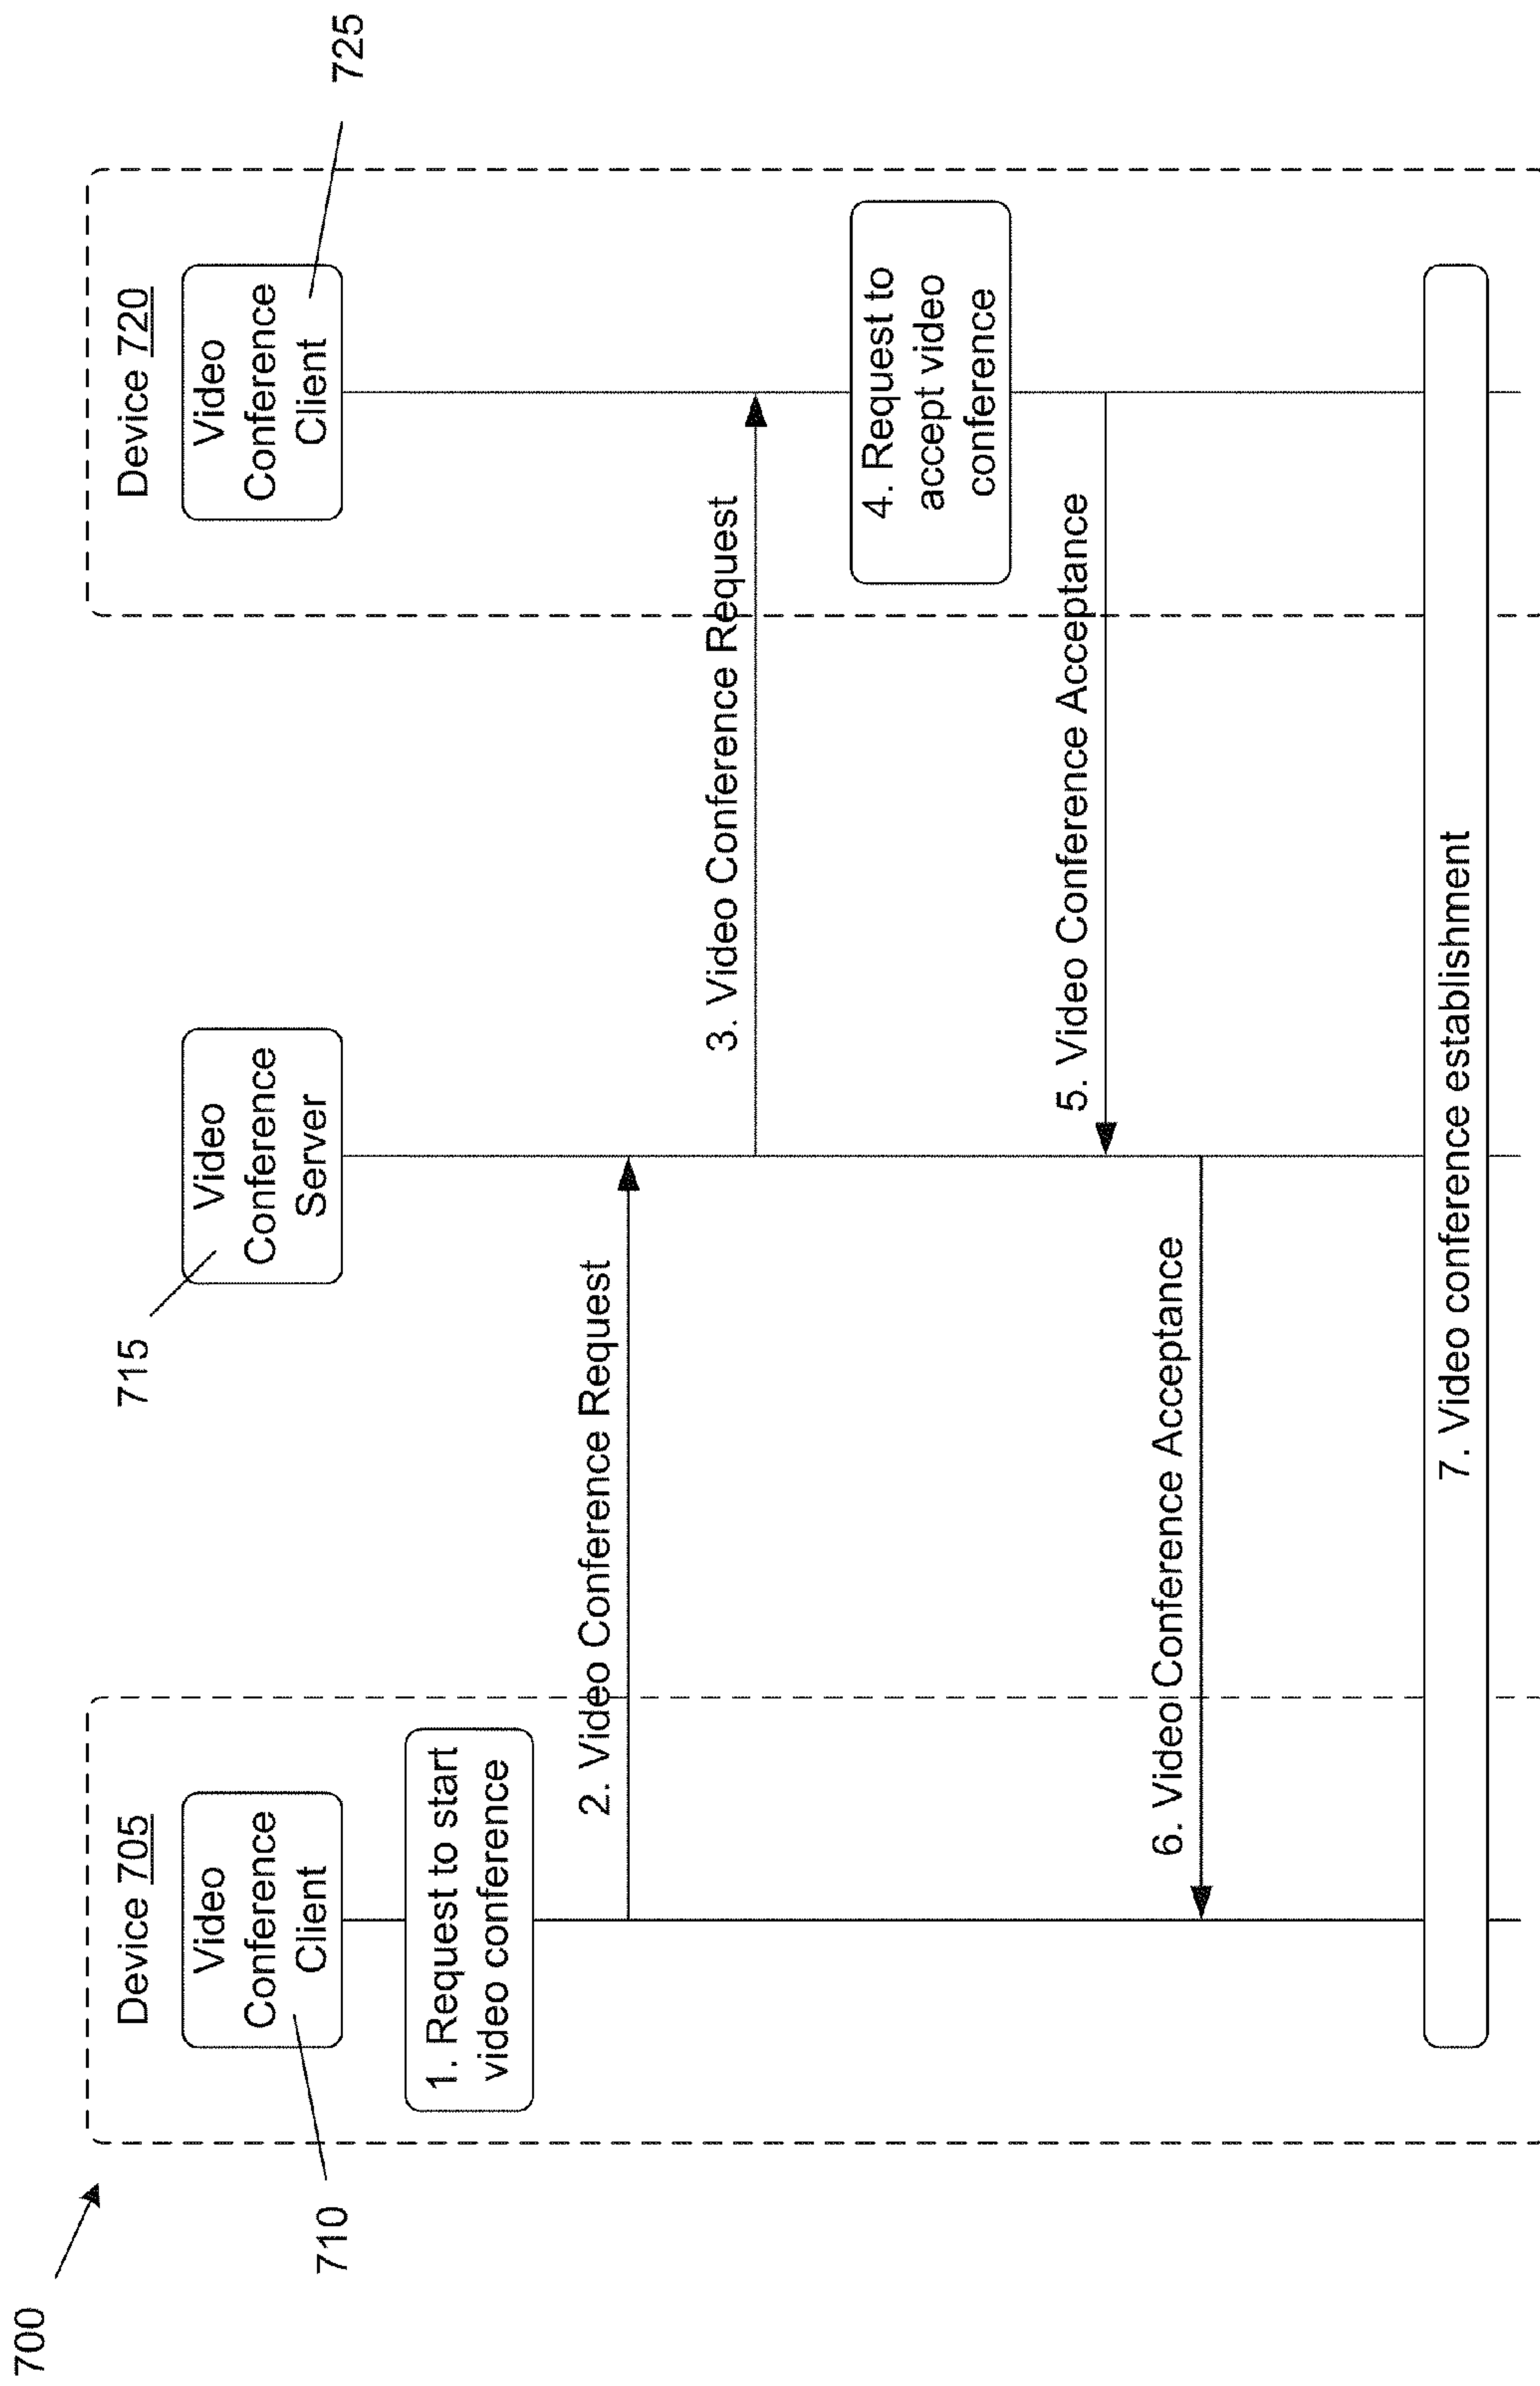 700
Device 705
715
Device 720
725
Video
Conference
Client
Video
Conference
Server
Video
Conference
Client
710
1. Request to start
video conference
2. Video Conference Request
3. Video Conference Request
4. Request to
accept video
conference
5. Video Conference Acceptance
6. Video Conference Acceptance
7. Video conference establishment